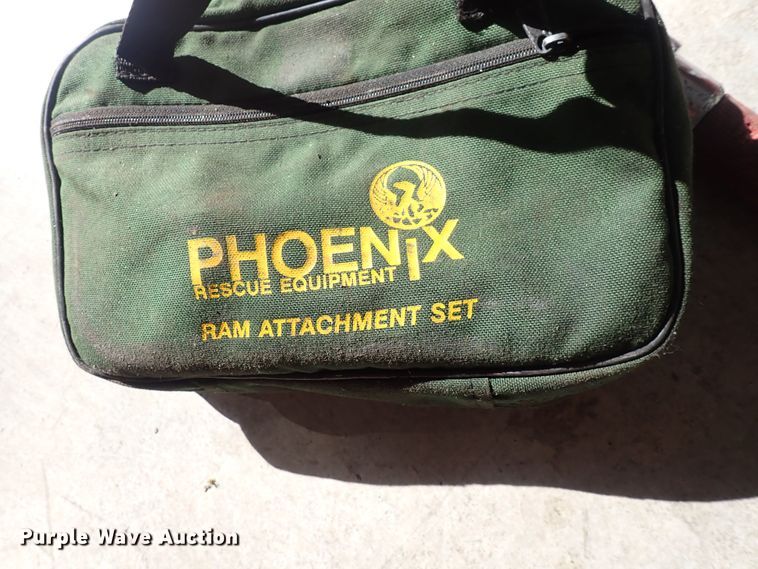 PHOENiX
RESCUE EQUIPMENT
RAM ATTACHMENT SET
Purple Wave Auction